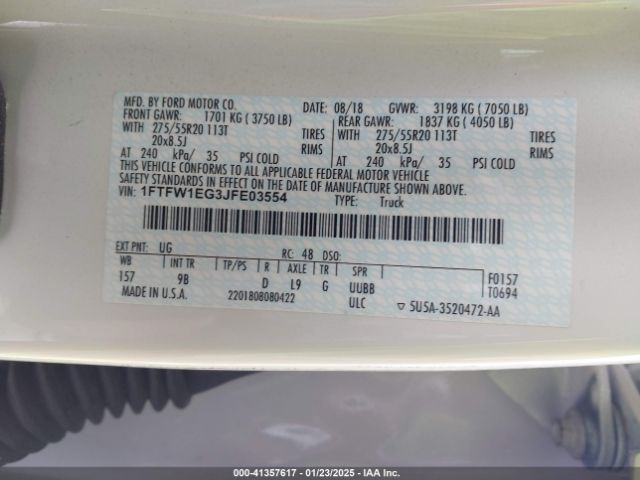 MFD. BY FORD MOTOR CO. DATE: 08/18 GVWR: 3198 KG ( 7050 LB)
FRONT GAWR: 1701 KG ( 3750 LB) REAR GAWR: 1837 KG ( 4050 LB)
WITH 275/55R20 113T TIRES WITH 275/55R20 113T TIRES
20x8.5J RIMS 20x8.5J RIMS
AT 240 kPa/ 35 PSI COLD AT 240 kPa/ 35 PSI COLD
THIS VEHICLE CONFORMS TO ALL APPLICABLE FEDERAL MOTOR VEHICLE
SAFETY STANDARDS IN EFFECT ON THE DATE OF MANUFACTURE SHOWN ABOVE.
VIN: 1FTFW1EG3JFE03554 TYPE: Truck
EXT PNT: UG RC: 48 DSO:
WB INT TR TP/PS R AXLE TR SPR F0157
157 9B D L9 G UUBB T0694
MADE IN U.S.A. 2201808080422 ULC ▽ 5U5A-3520472-AA
© COPYRIGHT - 41357617 - 01/23/2025 - IAA Inc.